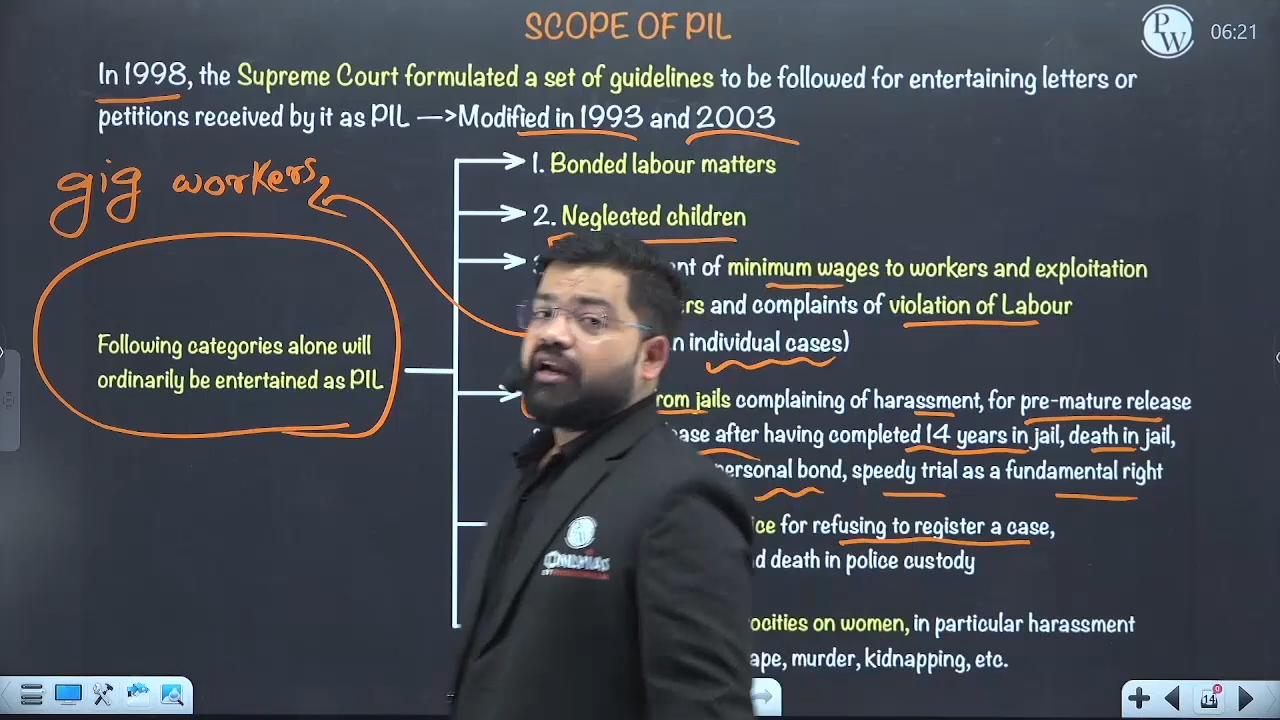 SCOPE OF PIL
PW
06:21
In 1998, the Supreme Court formulated a set of guidelines to be followed for entertaining letters or
petitions received by it as PIL —>Modified in 1993 and 2003
gig workers
1. Bonded labour matters
2. Neglected children
of minimum wages to workers and exploitation
and complaints of violation of Labour
individual cases)
Following categories alone will
ordinarily be entertained as PIL
from jails complaining of harassment, for pre-mature release
after having completed 14 years in jail, death in jail,
personal bond, speedy trial as a fundamental right
for refusing to register a case,
death in police custody
on women, in particular harassment
murder, kidnapping, etc.
14